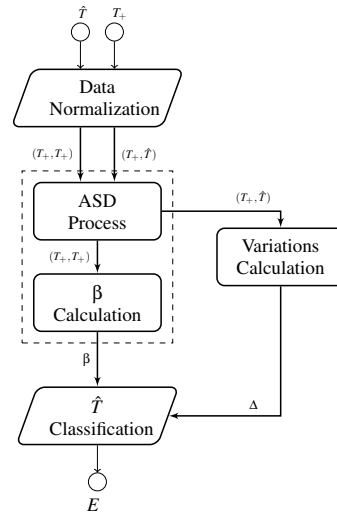 T̂ T₊
Data
Normalization
(T₊,T₊) (T₊,T̂)
ASD
Process
(T₊,T̂)
(T₊,T₊)
Variations
Calculation
β
Calculation
β
Δ
T̂
Classification
E